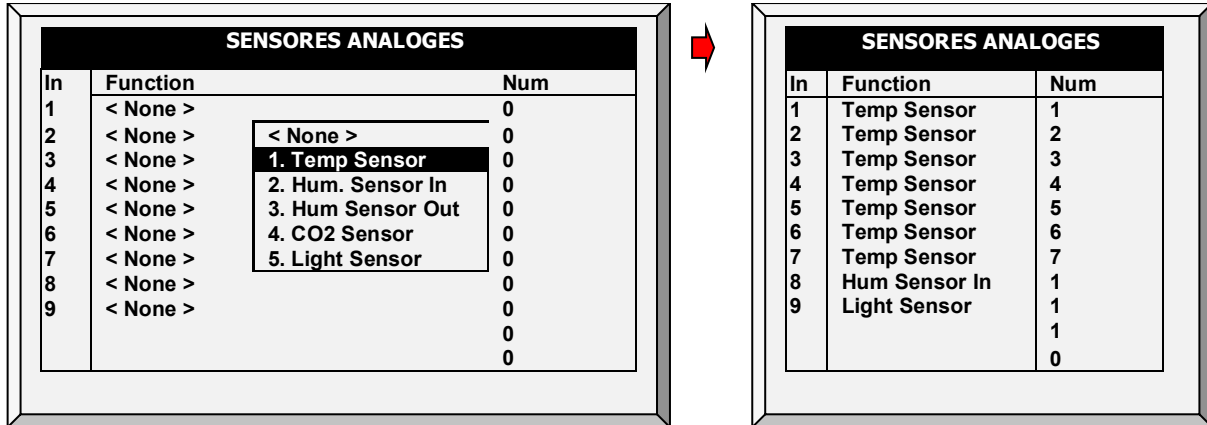 SENSORES ANALOGES
In Function Num
1 < None > 0
2 < None > 0
3 < None > 0
4 < None > 0
5 < None > 0
6 < None > 0
7 < None > 0
8 < None > 0
9 < None > 0
0
0
< None >
1. Temp Sensor
2. Hum. Sensor In
3. Hum Sensor Out
4. CO2 Sensor
5. Light Sensor
SENSORES ANALOGES
In Function Num
1 Temp Sensor 1
2 Temp Sensor 2
3 Temp Sensor 3
4 Temp Sensor 4
5 Temp Sensor 5
6 Temp Sensor 6
7 Temp Sensor 7
8 Hum Sensor In 1
9 Light Sensor 1
1
0